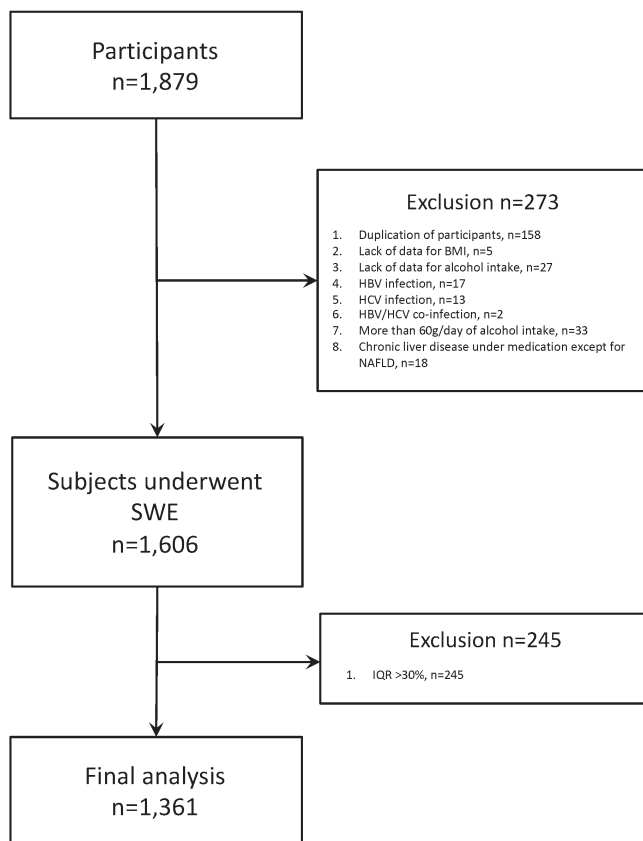 Participants
n=1,879
Exclusion n=273
1. Duplication of participants, n=158
2. Lack of data for BMI, n=5
3. Lack of data for alcohol intake, n=27
4. HBV infection, n=17
5. HCV infection, n=13
6. HBV/HCV co-infection, n=2
7. More than 60g/day of alcohol intake, n=33
8. Chronic liver disease under medication except for
NAFLD, n=18
Subjects underwent
SWE
n=1,606
Exclusion n=245
1. IQR >30%, n=245
Final analysis
n=1,361